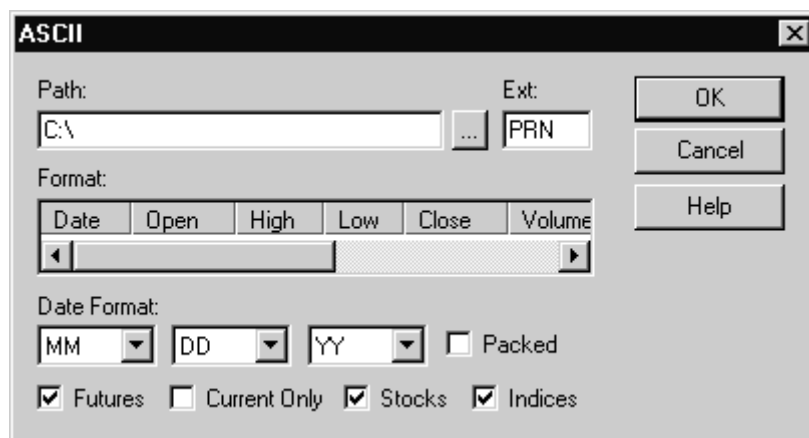 ASCII
Path: Ext:
C:\ ... PRN
OK
Cancel
Format:
Date Open High Low Close Volume
Help
Date Format:
MM DD YY Packed
Futures Current Only Stocks Indices